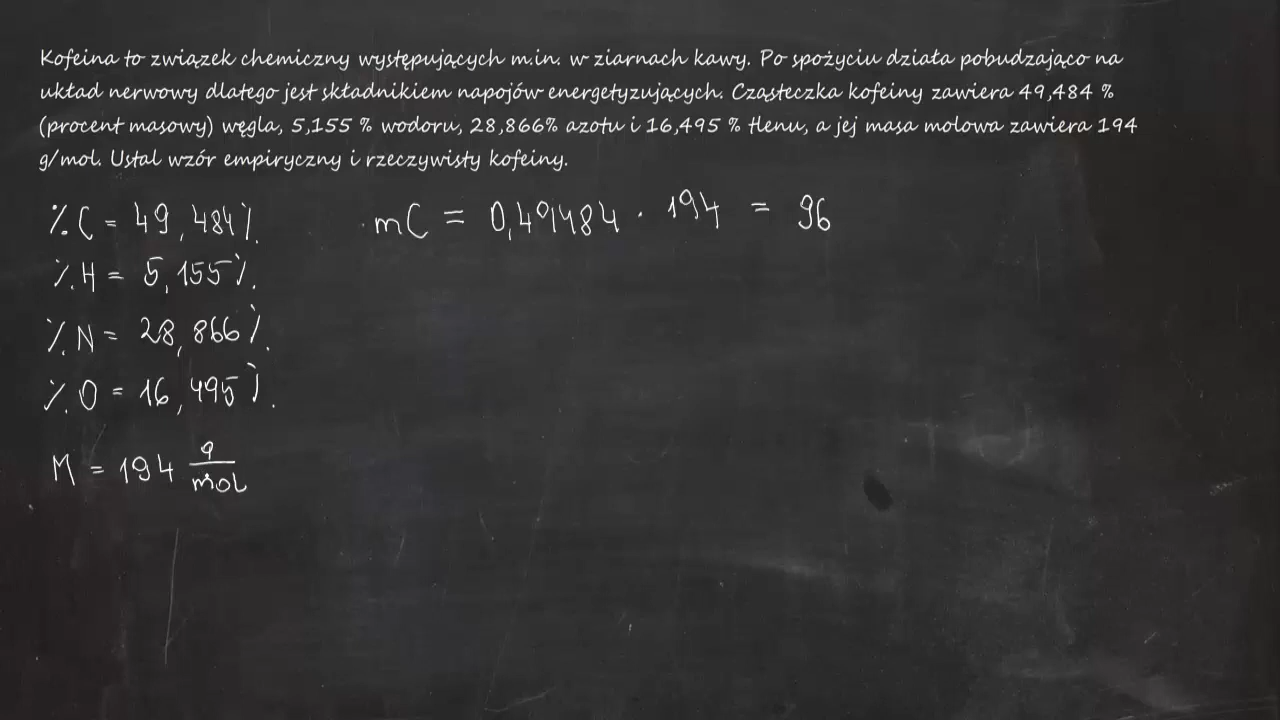 Kofeina to związek chemiczny występujących m.in. w ziarnach kawy. Po spożyciu działa pobudzająco na
układ nerwowy dlatego jest składnikiem napojów energetyzujących. Cząsteczka kofeiny zawiera 49,484 %
(procent masowy) węgla, 5,155 % wodoru, 28,866% azotu i 16,495 % tlenu, a jej masa molowa zawiera 194
g/mol. Ustal wzór empiryczny i rzeczywisty kofeiny.
%C = 49,484%
mC = 0,49484 · 194 = 96
%H = 5,155%
%N = 28,866%
%O = 16,495%
M = 194 g/mol